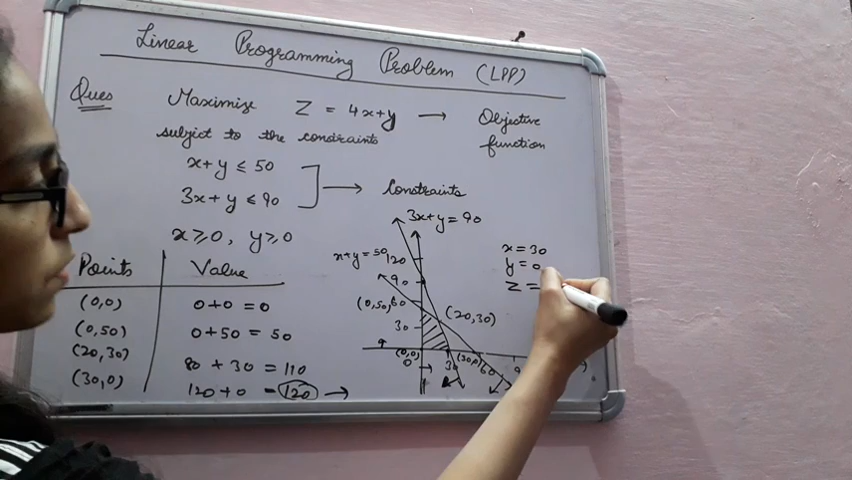 Linear Programming Problem (LPP)
Ques Maximize Z = 4x+y → Objective function
subject to the constraints
x+y ≤ 50
3x+y ≤ 90
→ Constraints
x≥0, y≥0
Points Value
(0,0) 0+0 = 0
(0,50) 0+50 = 50
(20,30) 80+30 = 110
(30,0) 120+0 = 120 →
3x+y = 90
x+y = 50
120
90
(0,50) 60
30
(20,30)
(0,0)
0
30
(30,0)
60
x = 30
y = 0
Z =